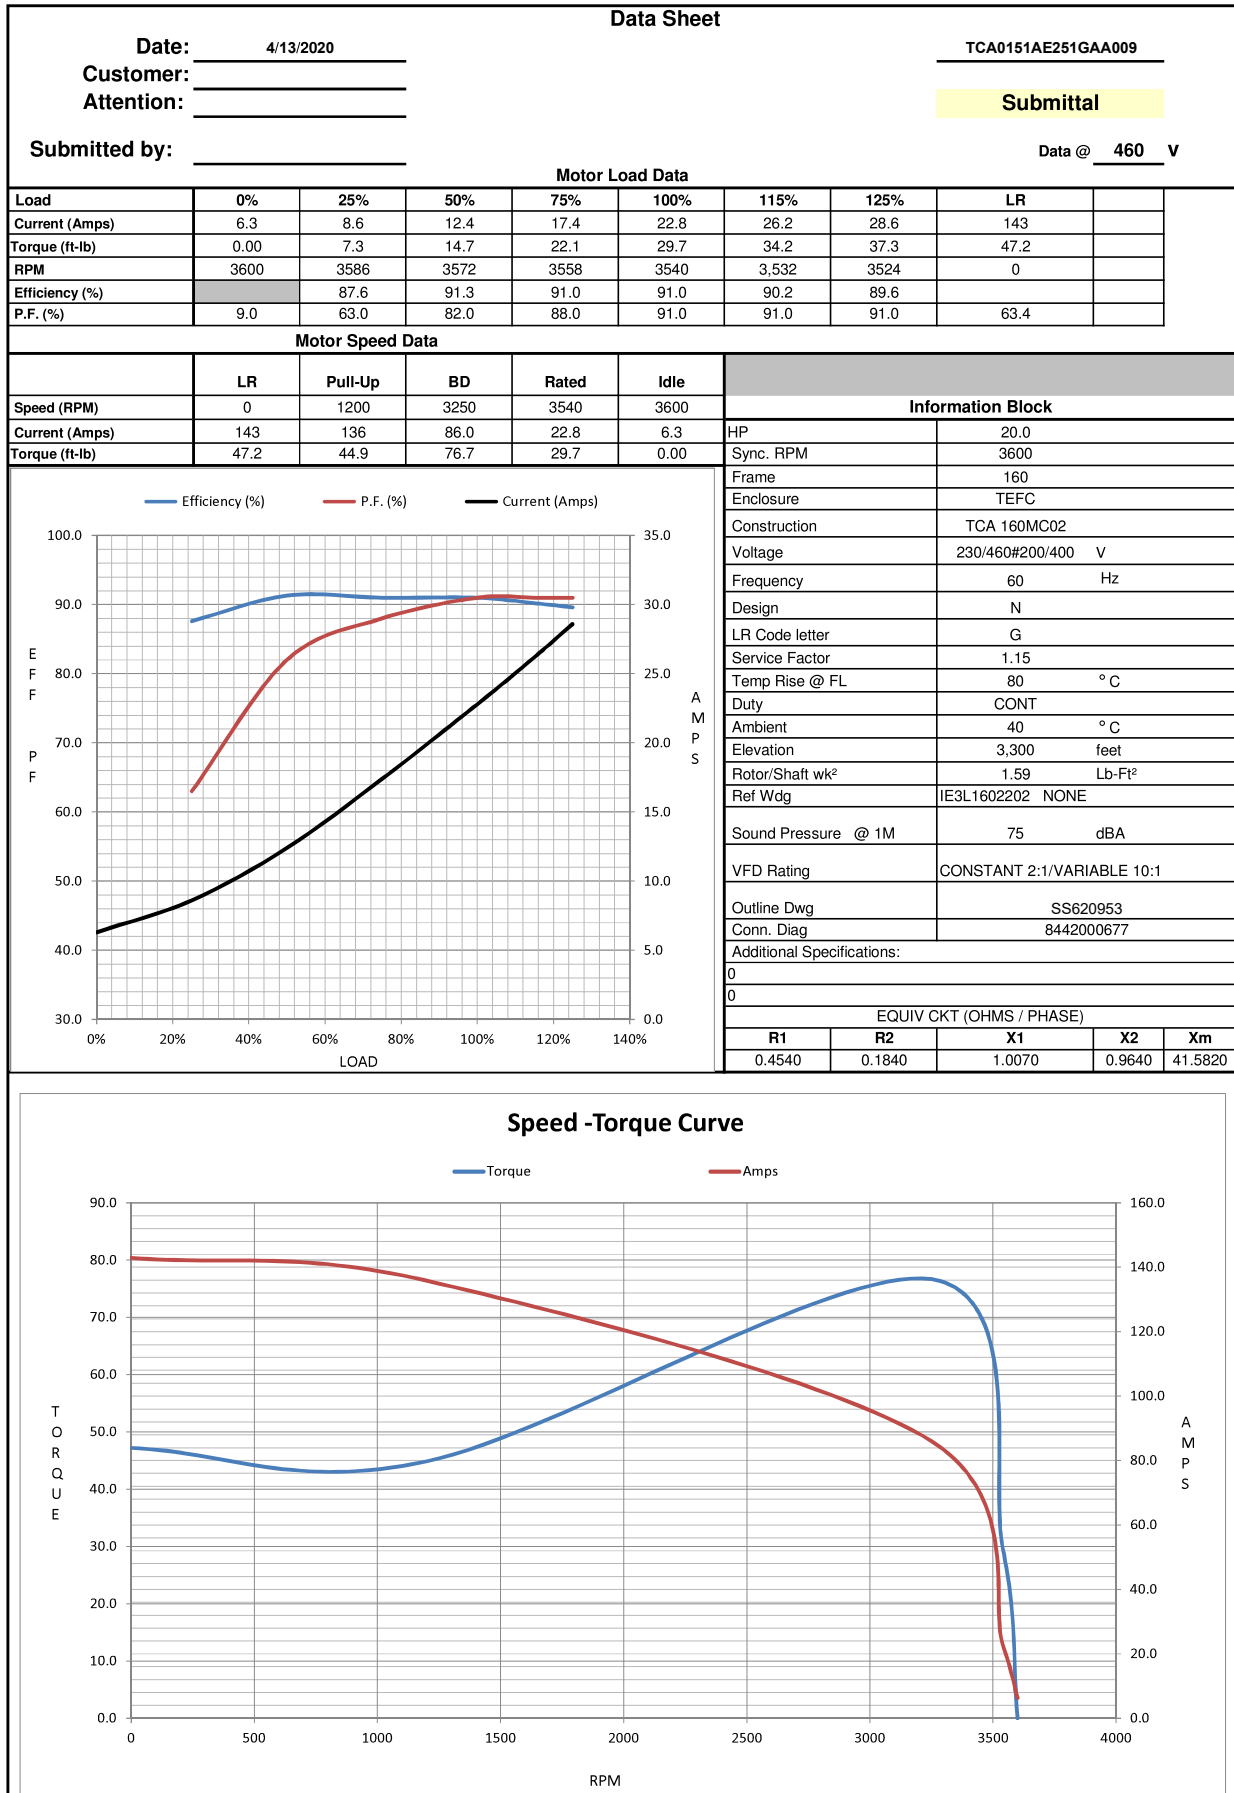 Data Sheet
Date: 4/13/2020 TCA0151AE251GAA009
Customer:
Attention: Submittal
Submitted by: Data @ 460 V
Motor Load Data
Load 0% 25% 50% 75% 100% 115% 125% LR
Current (Amps) 6.3 8.6 12.4 17.4 22.8 26.2 28.6 143
Torque (ft-lb) 0.00 7.3 14.7 22.1 29.7 34.2 37.3 47.2
RPM 3600 3586 3572 3558 3540 3,532 3524 0
Efficiency (%) 87.6 91.3 91.0 91.0 90.2 89.6
P.F. (%) 9.0 63.0 82.0 88.0 91.0 91.0 91.0 63.4
Motor Speed Data
LR Pull-Up BD Rated Idle
Speed (RPM) 0 1200 3250 3540 3600
Current (Amps) 143 136 86.0 22.8 6.3
Torque (ft-lb) 47.2 44.9 76.7 29.7 0.00
Information Block
HP 20.0
Sync. RPM 3600
Frame 160
Enclosure TEFC
Construction TCA 160MC02
Voltage 230/460#200/400 V
Frequency 60 Hz
Design N
LR Code letter G
Service Factor 1.15
Temp Rise @ FL 80 ° C
Duty CONT
Ambient 40 ° C
Elevation 3,300 feet
Rotor/Shaft wk² 1.59 Lb-Ft²
Ref Wdg IE3L1602202 NONE
Sound Pressure @ 1M 75 dBA
VFD Rating CONSTANT 2:1/VARIABLE 10:1
Outline Dwg SS620953
Conn. Diag 8442000677
Additional Specifications:
0
0
EQUIV CKT (OHMS / PHASE)
R1 R2 X1 X2 Xm
0.4540 0.1840 1.0070 0.9640 41.5820
Efficiency (%) P.F. (%) Current (Amps)
100.0 35.0
90.0 30.0
80.0 25.0
70.0 20.0
60.0 15.0
50.0 10.0
40.0 5.0
30.0 0.0
EFF PF
AMPS
0% 20% 40% 60% 80% 100% 120% 140%
LOAD
Speed -Torque Curve
Torque Amps
90.0 160.0
80.0 140.0
70.0 120.0
60.0 100.0
50.0 80.0
40.0 60.0
30.0 40.0
20.0 20.0
10.0 0.0
0.0
TORQUE
AMPS
0 500 1000 1500 2000 2500 3000 3500 4000
RPM